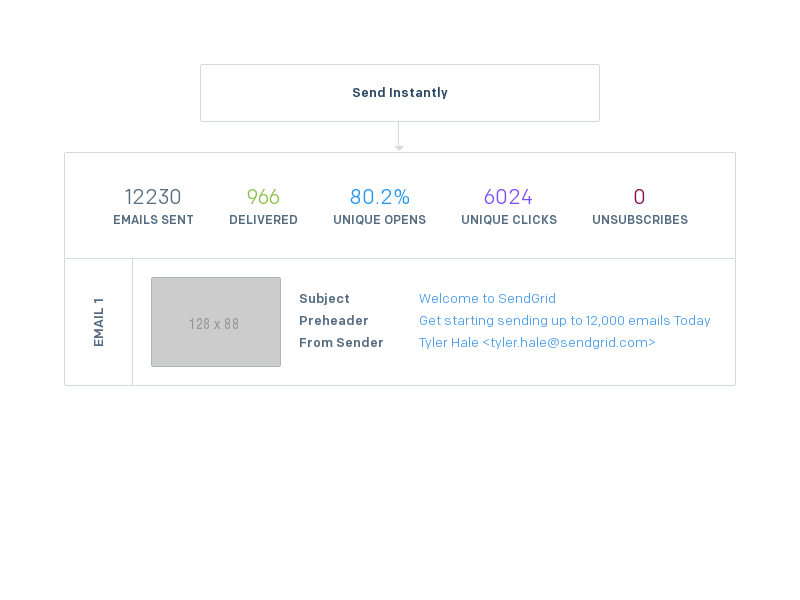 Send Instantly
12230 966 80.2% 6024 0
EMAILS SENT DELIVERED UNIQUE OPENS UNIQUE CLICKS UNSUBSCRIBES
EMAIL 1
128 x 88
Subject Welcome to SendGrid
Preheader Get starting sending up to 12,000 emails Today
From Sender Tyler Hale <tyler.hale@sendgrid.com>